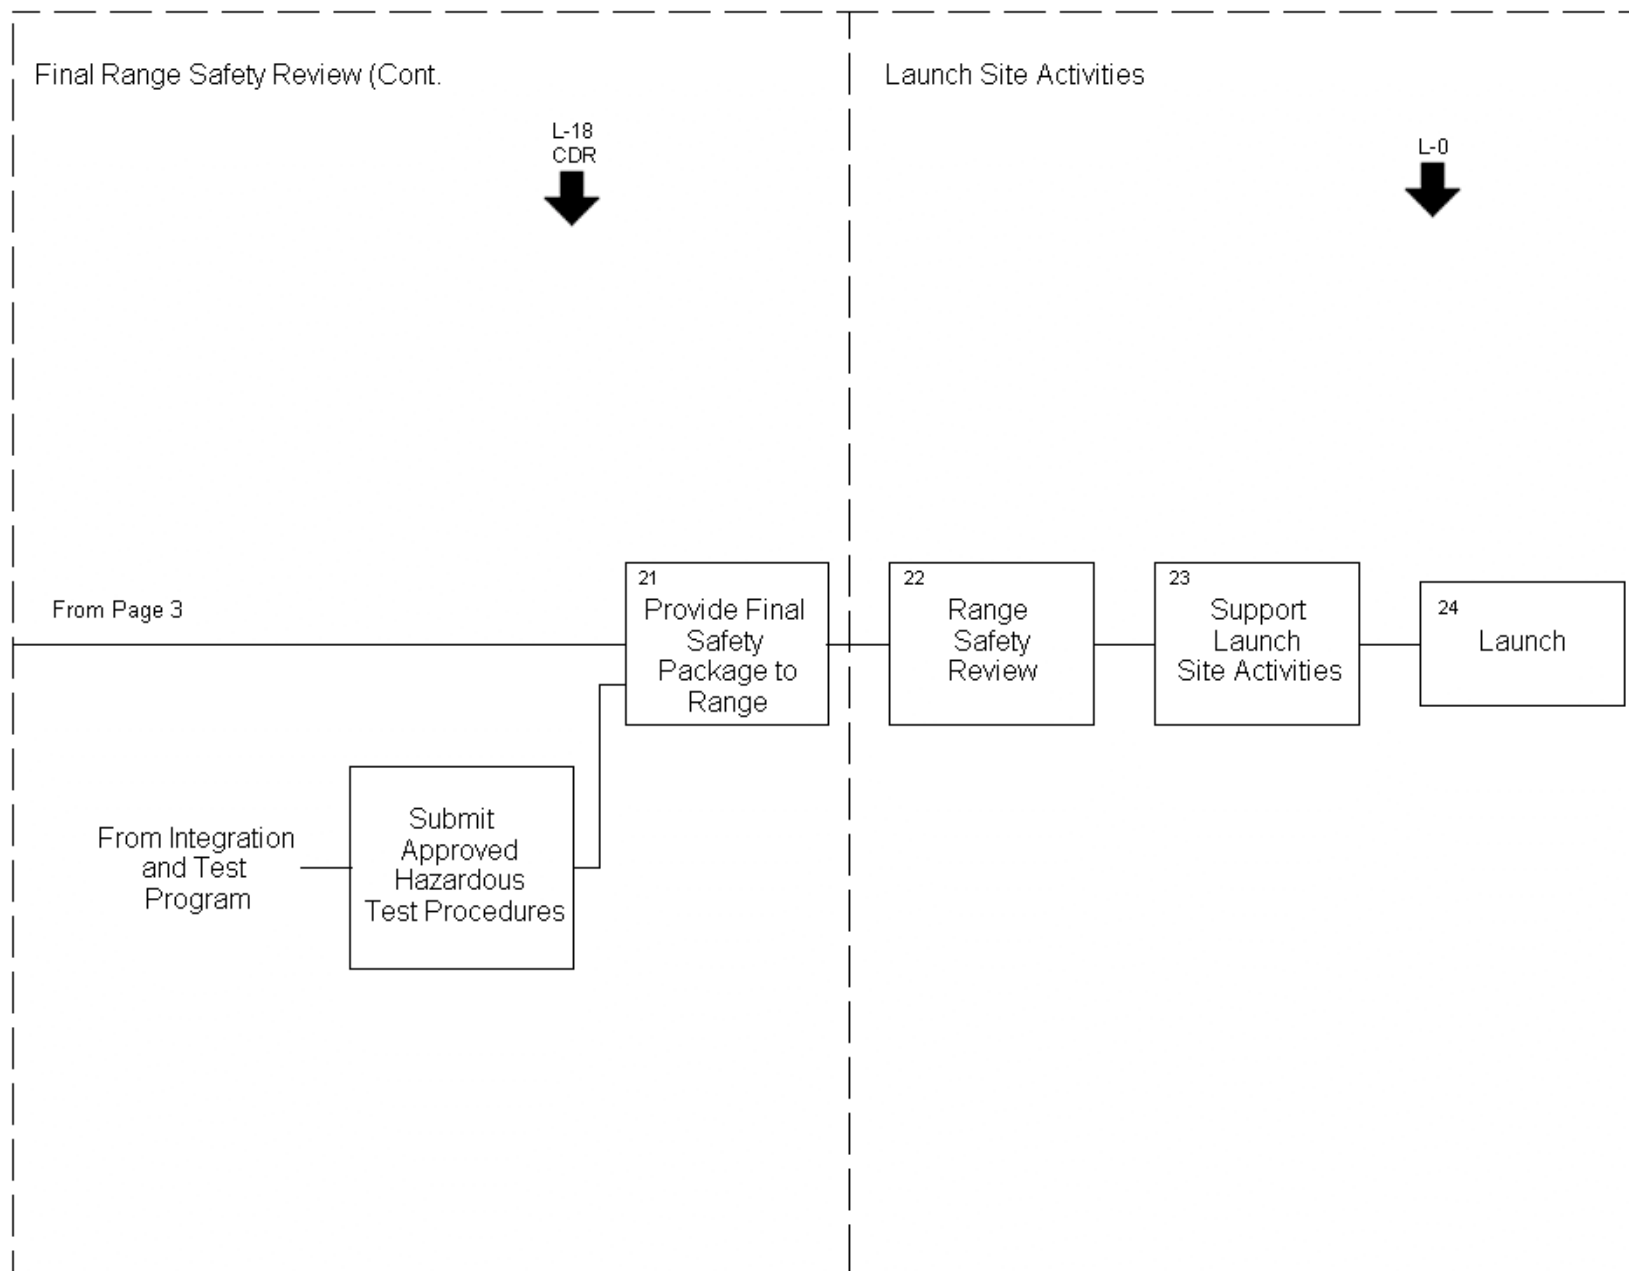 Final Range Safety Review (Cont.
Launch Site Activities
L-18
CDR
L-0
From Page 3
21
Provide Final
Safety
Package to
Range
22
Range
Safety
Review
23
Support
Launch
Site Activities
24
Launch
From Integration
and Test
Program
Submit
Approved
Hazardous
Test Procedures